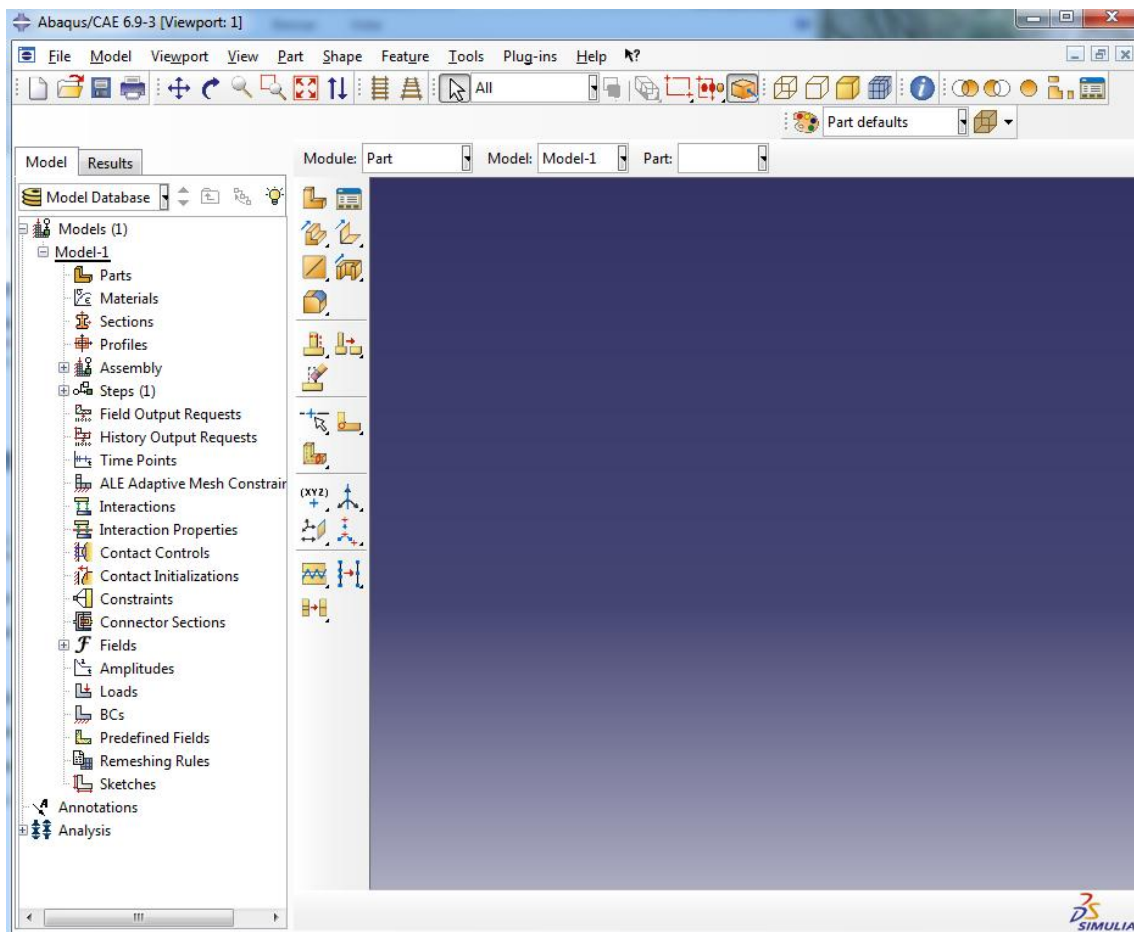 Abaqus/CAE 6.9-3 [Viewport: 1]
File Model Viewport View Part Shape Feature Tools Plug-ins Help
All
Part defaults
Model Results
Module: Part Model: Model-1 Part:
Model Database
Models (1)
Model-1
Parts
Materials
Sections
Profiles
Assembly
Steps (1)
Field Output Requests
History Output Requests
Time Points
ALE Adaptive Mesh Constrair
Interactions
Interaction Properties
Contact Controls
Contact Initializations
Constraints
Connector Sections
Fields
Amplitudes
Loads
BCs
Predefined Fields
Remeshing Rules
Sketches
Annotations
Analysis
(XYZ)
SIMULIA